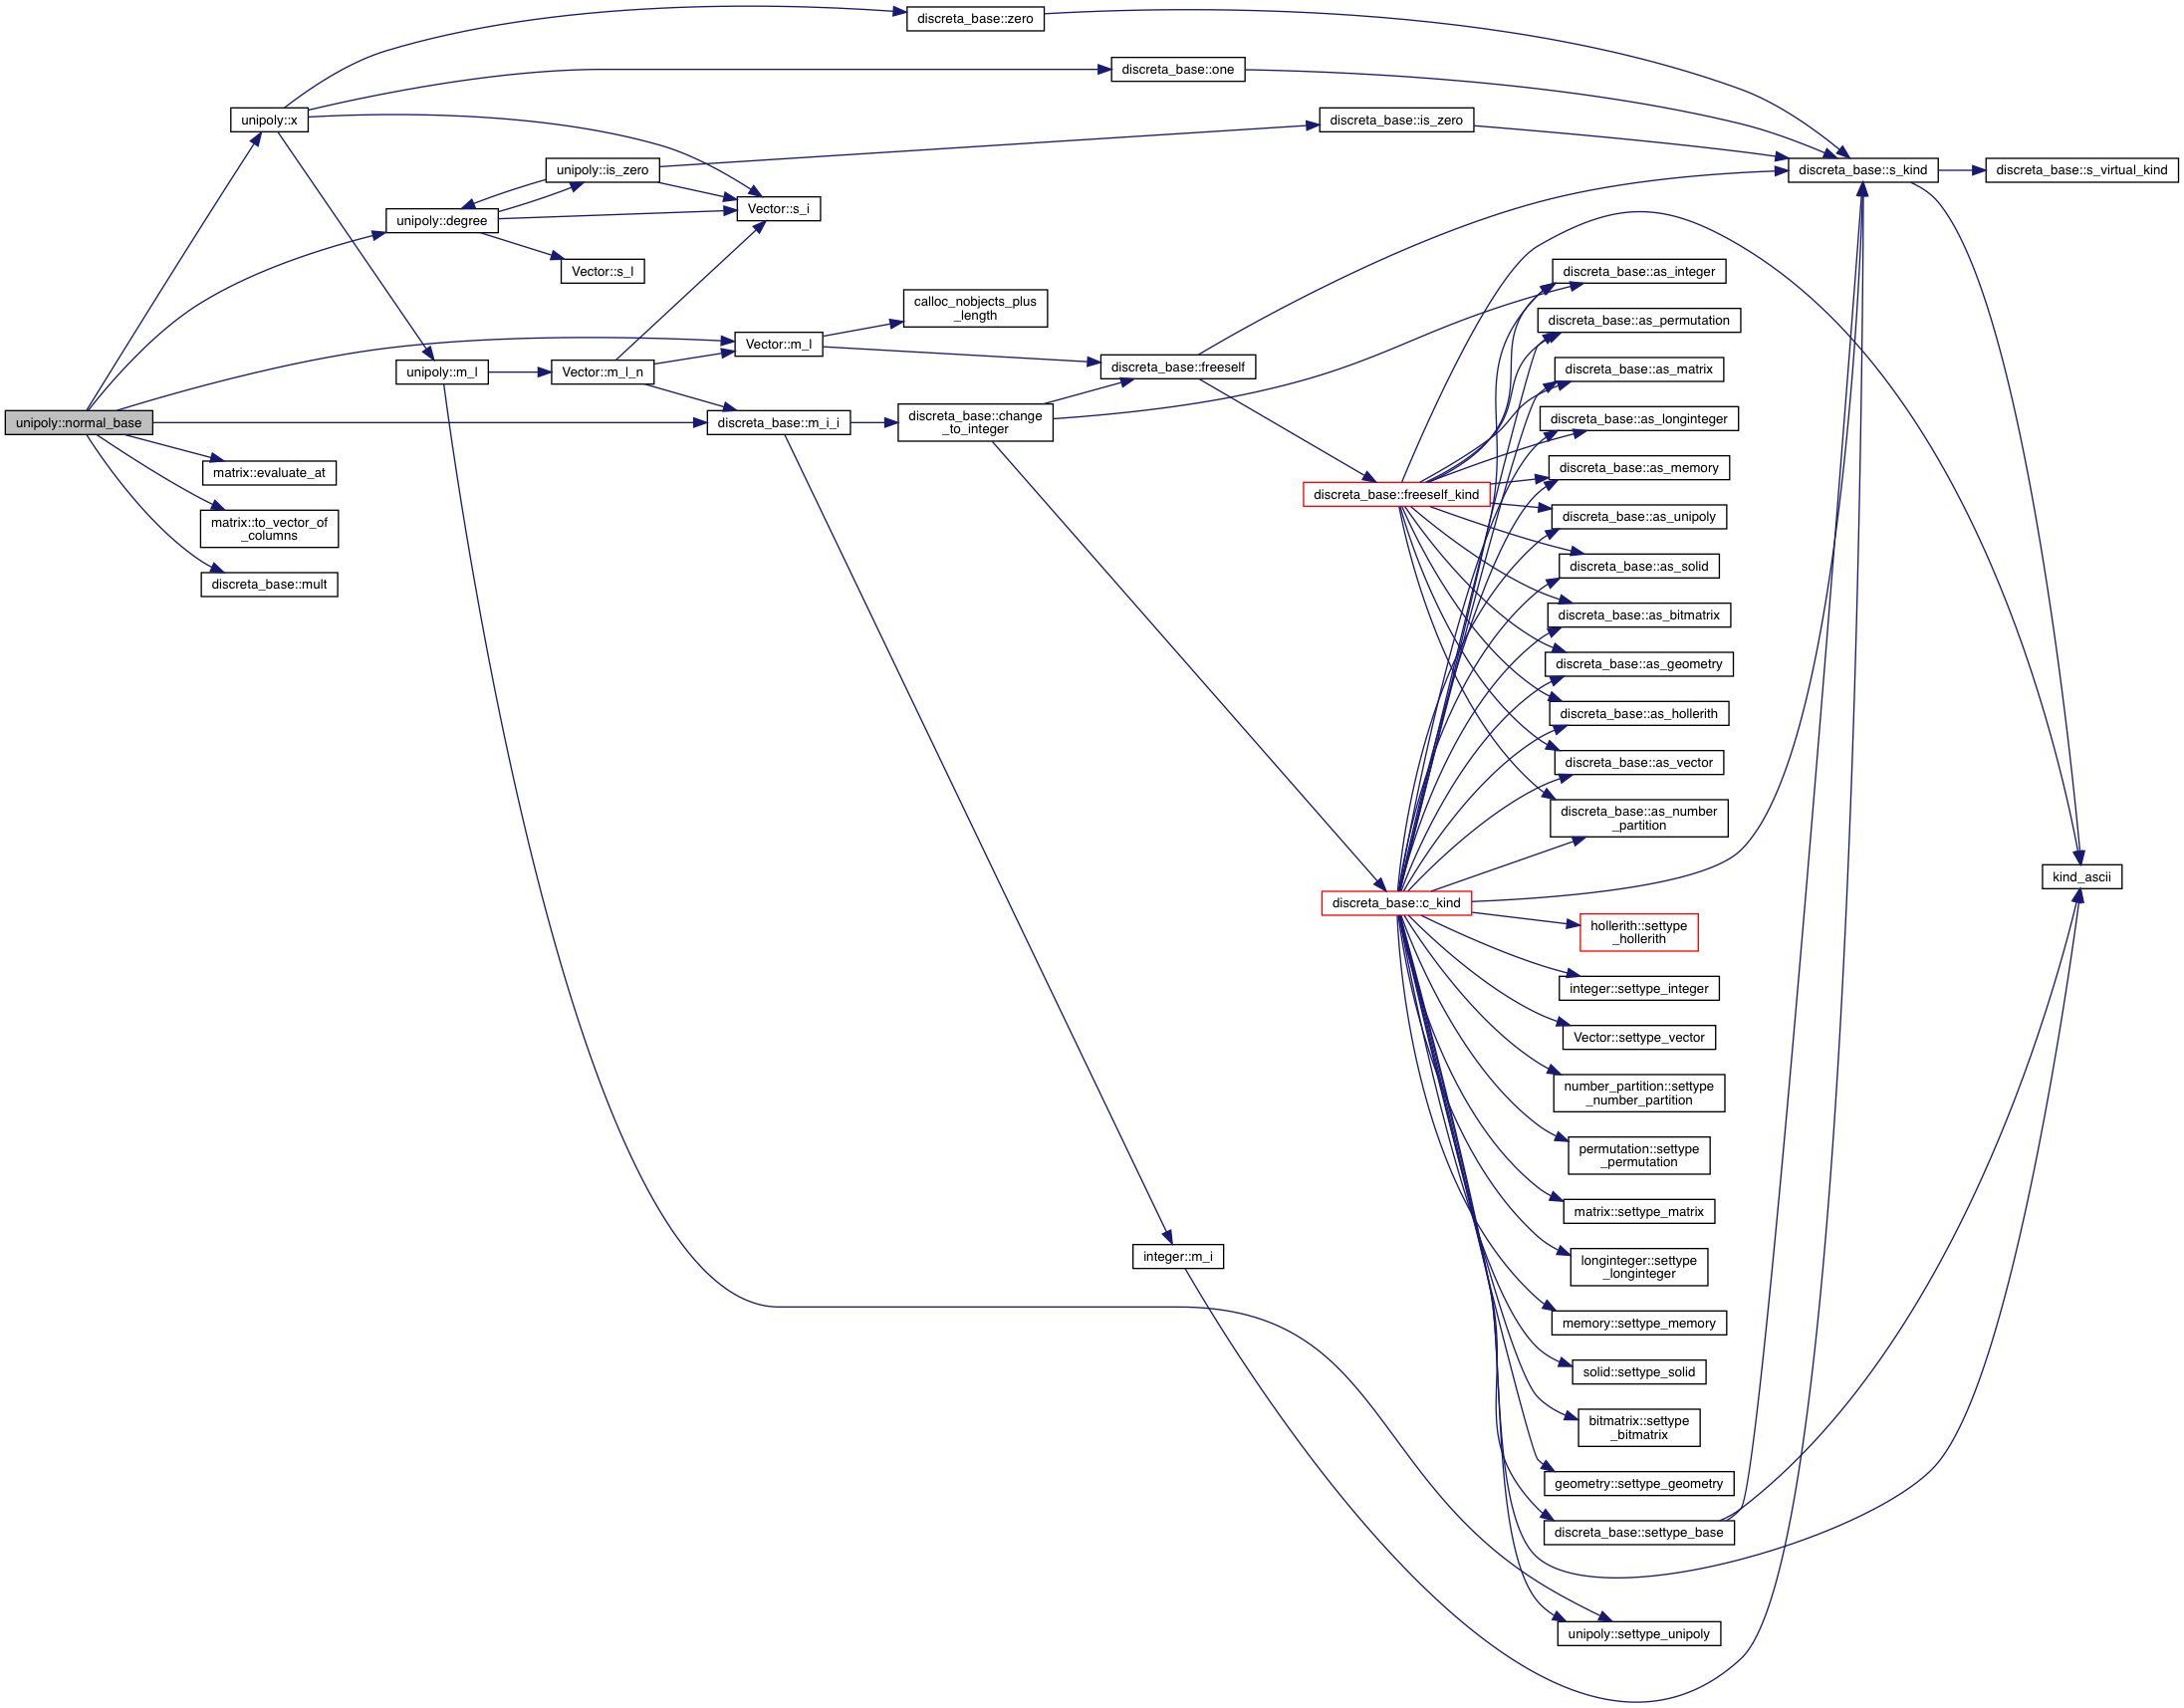 discreta_base::zero
discreta_base::one
unipoly::x
discreta_base::is_zero
unipoly::is_zero
discreta_base::s_kind
discreta_base::s_virtual_kind
Vector::s_i
unipoly::degree
Vector::s_l
discreta_base::as_integer
calloc_nobjects_plus
_length
discreta_base::as_permutation
Vector::m_l
discreta_base::freeself
discreta_base::as_matrix
unipoly::m_l
Vector::m_l_n
unipoly::normal_base
discreta_base::m_i_i
discreta_base::change
_to_integer
discreta_base::as_longinteger
matrix::evaluate_at
discreta_base::as_memory
discreta_base::freeself_kind
matrix::to_vector_of
_columns
discreta_base::as_unipoly
discreta_base::as_solid
discreta_base::mult
discreta_base::as_bitmatrix
discreta_base::as_geometry
discreta_base::as_hollerith
discreta_base::as_vector
discreta_base::as_number
_partition
kind_ascii
discreta_base::c_kind
hollerith::settype
_hollerith
integer::settype_integer
Vector::settype_vector
number_partition::settype
_number_partition
permutation::settype
_permutation
matrix::settype_matrix
integer::m_i
longinteger::settype
_longinteger
memory::settype_memory
solid::settype_solid
bitmatrix::settype
_bitmatrix
geometry::settype_geometry
discreta_base::settype_base
unipoly::settype_unipoly